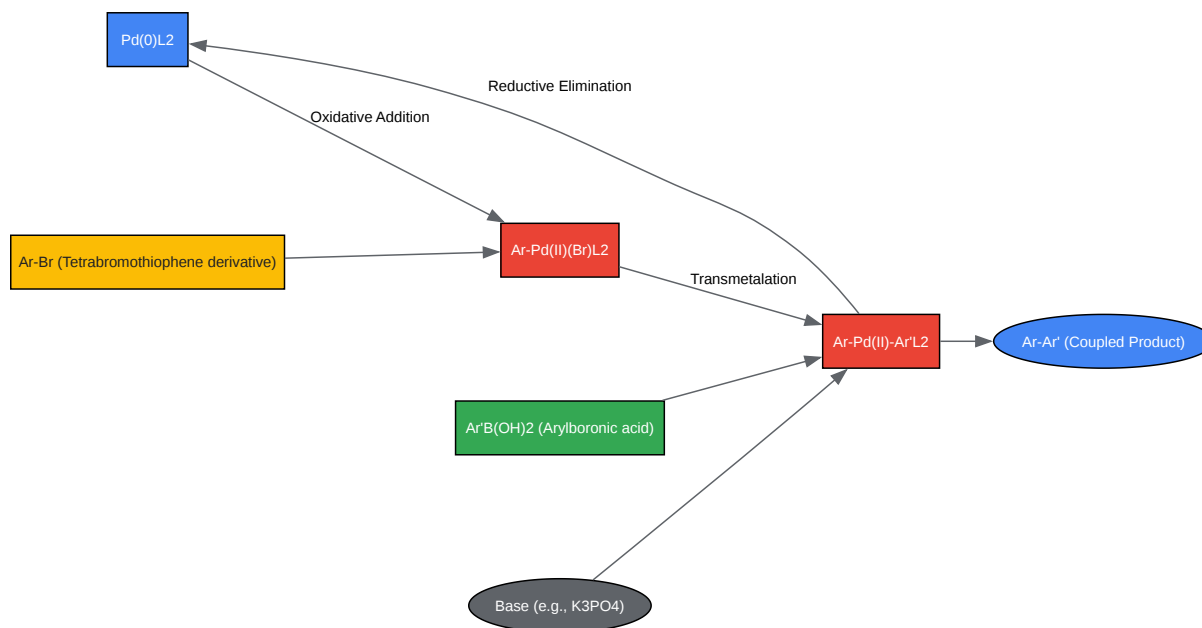 Pd(0)L2
Reductive Elimination
Oxidative Addition
Ar-Pd(II)(Br)L2
Ar-Br (Tetrabromothiophene derivative)
Transmetalation
Ar-Pd(II)-Ar'L2
Ar-Ar' (Coupled Product)
Ar'B(OH)2 (Arylboronic acid)
Base (e.g., K3PO4)